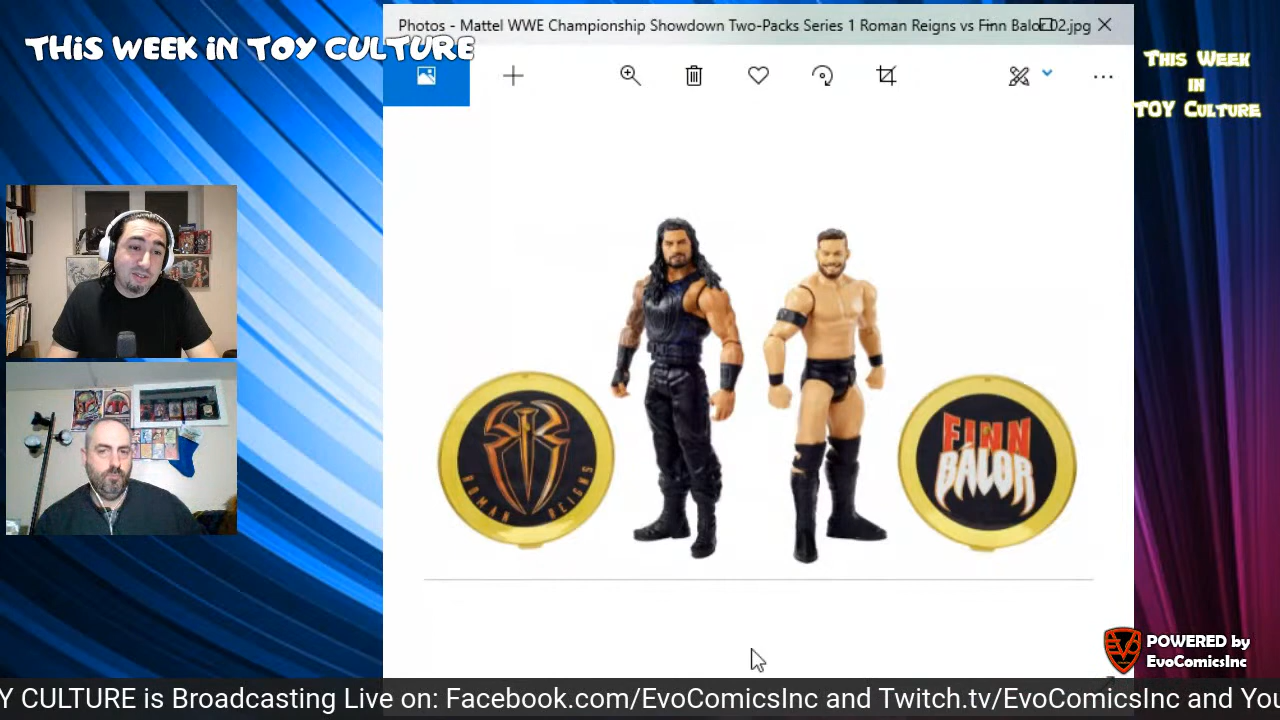 THIS WEEK IN TOY CULTURE
Photos - Mattel WWE Championship Showdown Two-Packs Series 1 Roman Reigns vs Finn Balor 02.jpg
This Week
in
TOY Culture
ROMAN REIGNS
FINN
BÁLOR
EVO
POWERED by
EvoComicsInc
Y CULTURE is Broadcasting Live on: Facebook.com/EvoComicsInc and Twitch.tv/EvoComicsInc and You